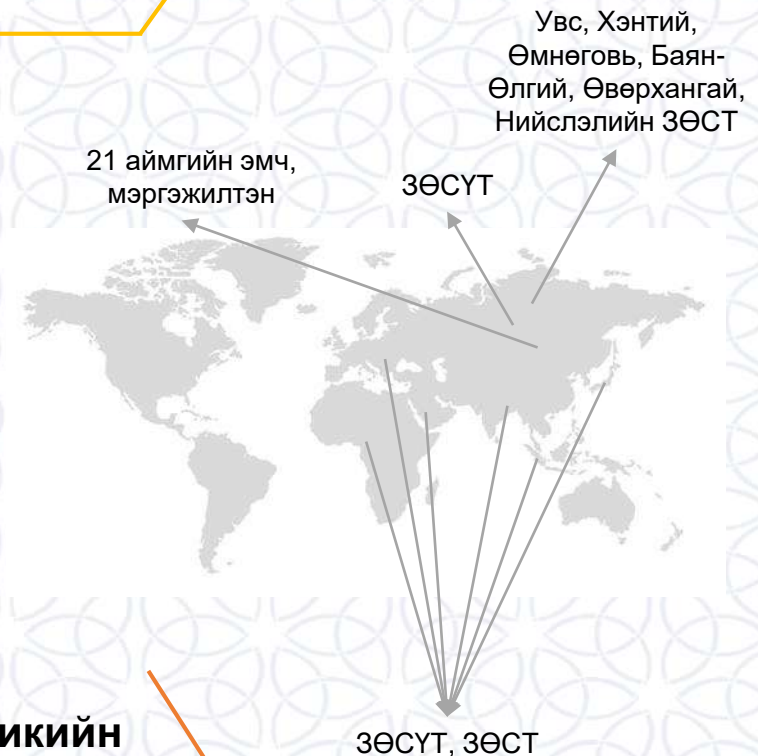 Увс, Хэнтий,
Өмнөговь, Баян-
Өлгий, Өвөрхангай,
Нийслэлийн ЗӨСТ
21 аймгийн эмч,
мэргэжилтэн
ЗӨСҮТ
икийн
ЗӨСҮТ, ЗӨСТ